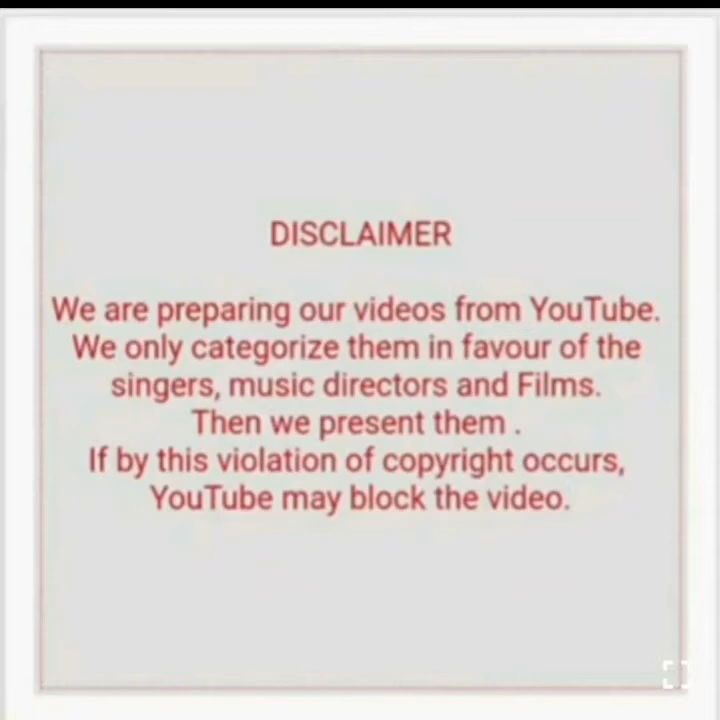 DISCLAIMER
We are preparing our videos from YouTube.
We only categorize them in favour of the
singers, music directors and Films.
Then we present them .
If by this violation of copyright occurs,
YouTube may block the video.